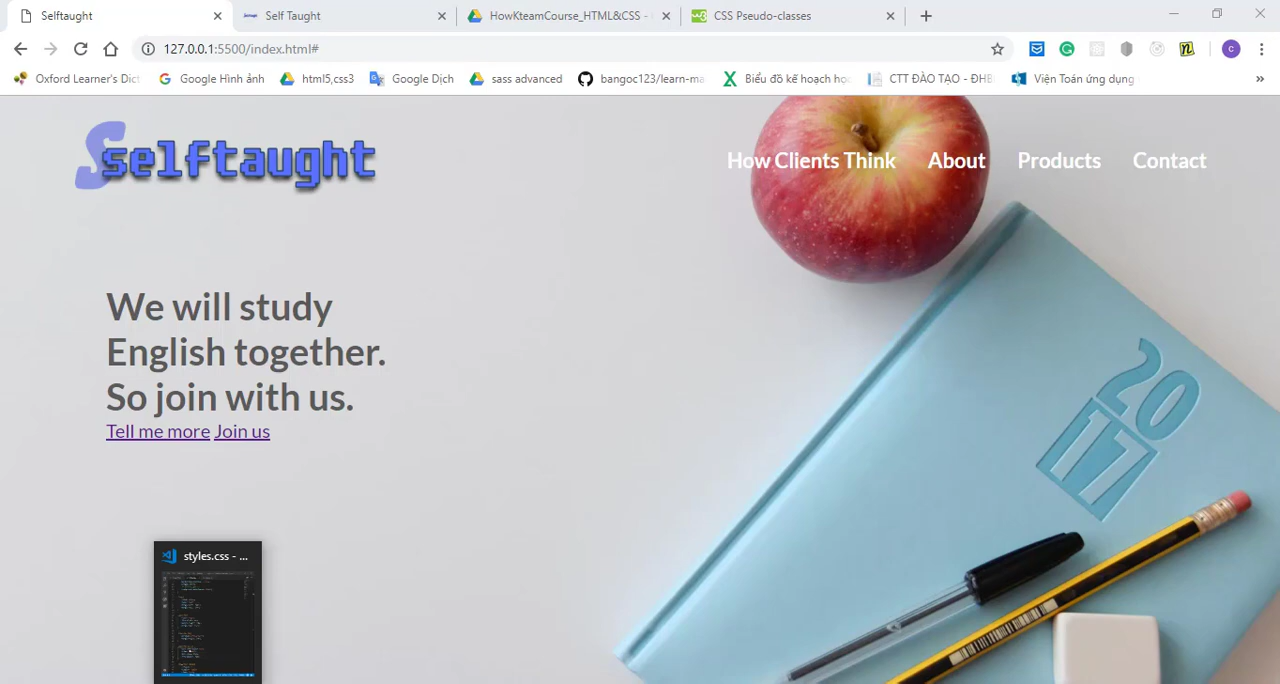 Selftaught
Self Taught
HowKteamCourse_HTML&CSS -
CSS Pseudo-classes
127.0.0.1:5500/index.html#
C
Oxford Learner's Dict
Google Hình ảnh
html5,css3
Google Dịch
sass advanced
bangoc123/learn-ma
Biểu đồ kế hoạch học
CTT ĐÀO TẠO - ĐHB
Viện Toán ứng dụng
»
Selftaught
How Clients Think
About
Products
Contact
We will study
English together.
So join with us.
Tell me more Join us
2017
styles.css - ...